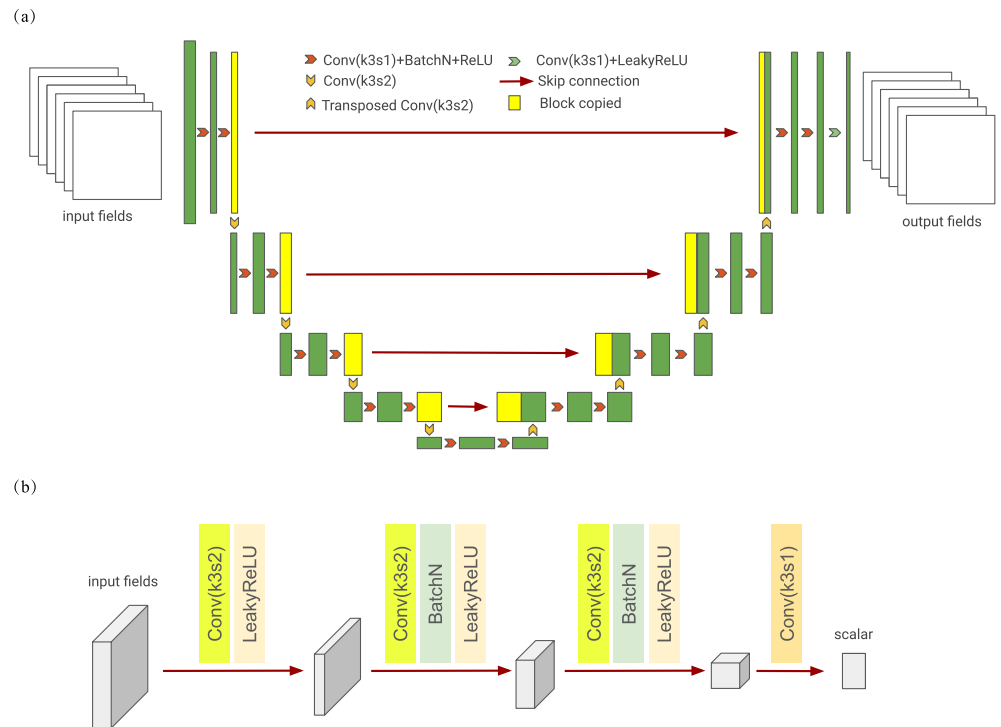 (a)
Conv(k3s1)+BatchN+ReLU
Conv(k3s1)+LeakyReLU
Conv(k3s2)
Skip connection
Transposed Conv(k3s2)
Block copied
input fields
output fields
(b)
input fields
Conv(k3s2)
LeakyReLU
Conv(k3s2)
BatchN
LeakyReLU
Conv(k3s2)
BatchN
LeakyReLU
Conv(k3s1)
scalar